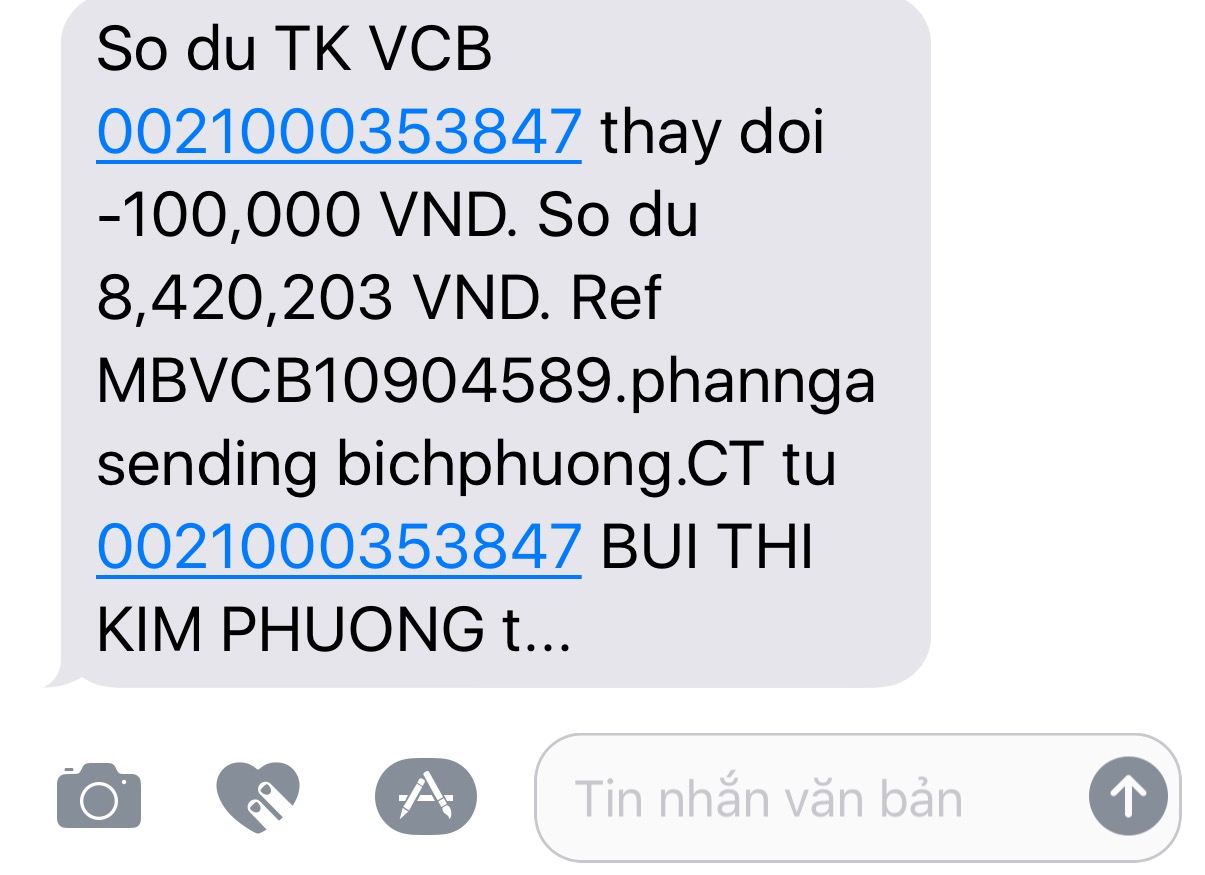 So du TK VCB
0021000353847 thay doi
-100,000 VND. So du
8,420,203 VND. Ref
MBVCB10904589.phannga
sending bichphuong.CT tu
0021000353847 BUI THI
KIM PHUONG t...
Tin nhắn văn bản